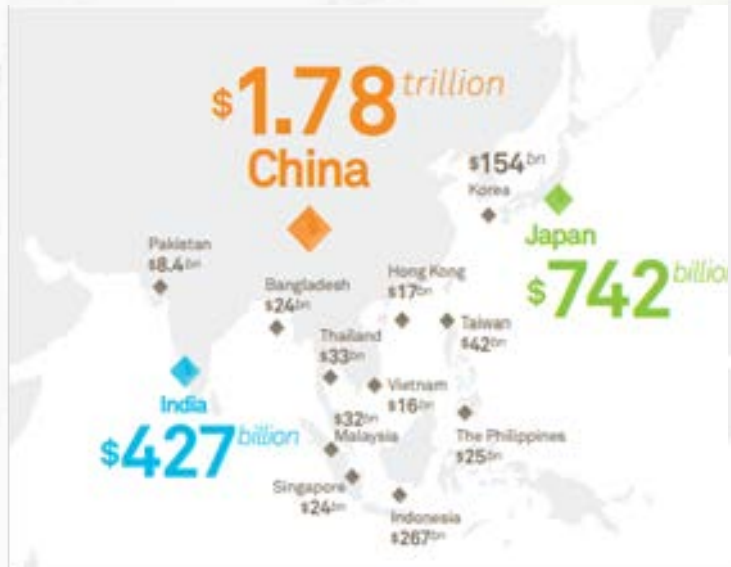 $1.78 trillion
China
$154bn
Korea
Japan
$742 billio
Pakistan
$8.4bn
Bangladesh
$24bn
Hong Kong
$17bn
Thailand
$33bn
Taiwan
$42bn
India
$427 billion
Vietnam
$16bn
$32bn
Malaysia
The Philippines
$25bn
Singapore
$24bn
Indonesia
$267bn